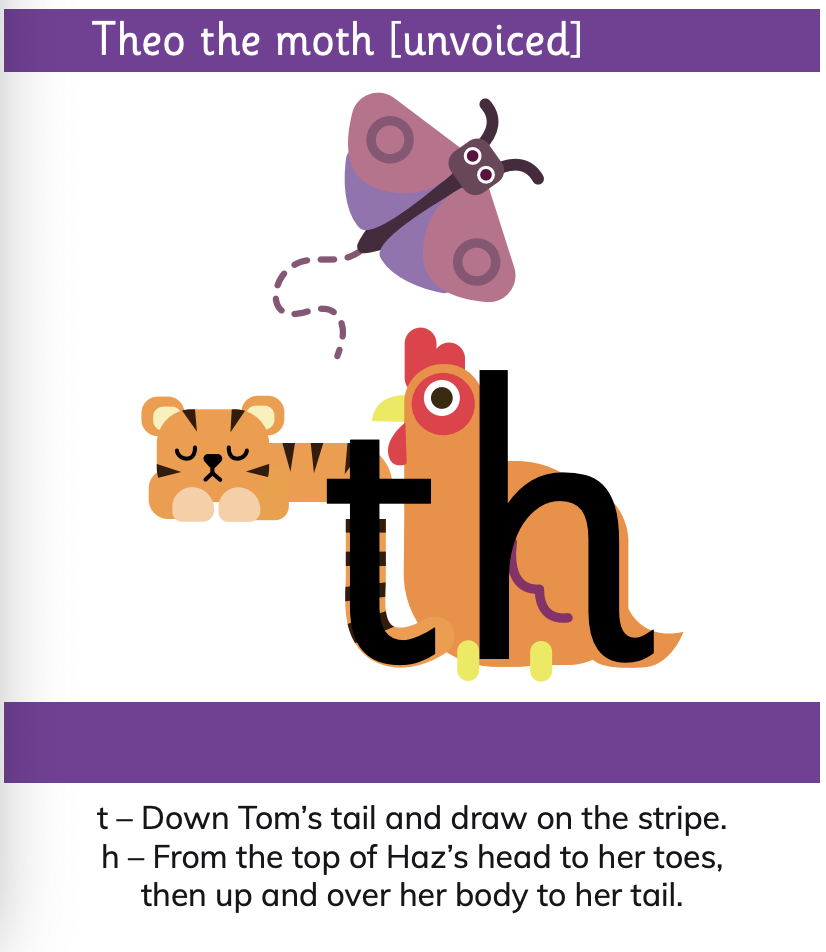 Theo the moth [unvoiced]
th
t – Down Tom’s tail and draw on the stripe.
h – From the top of Haz’s head to her toes,
then up and over her body to her tail.